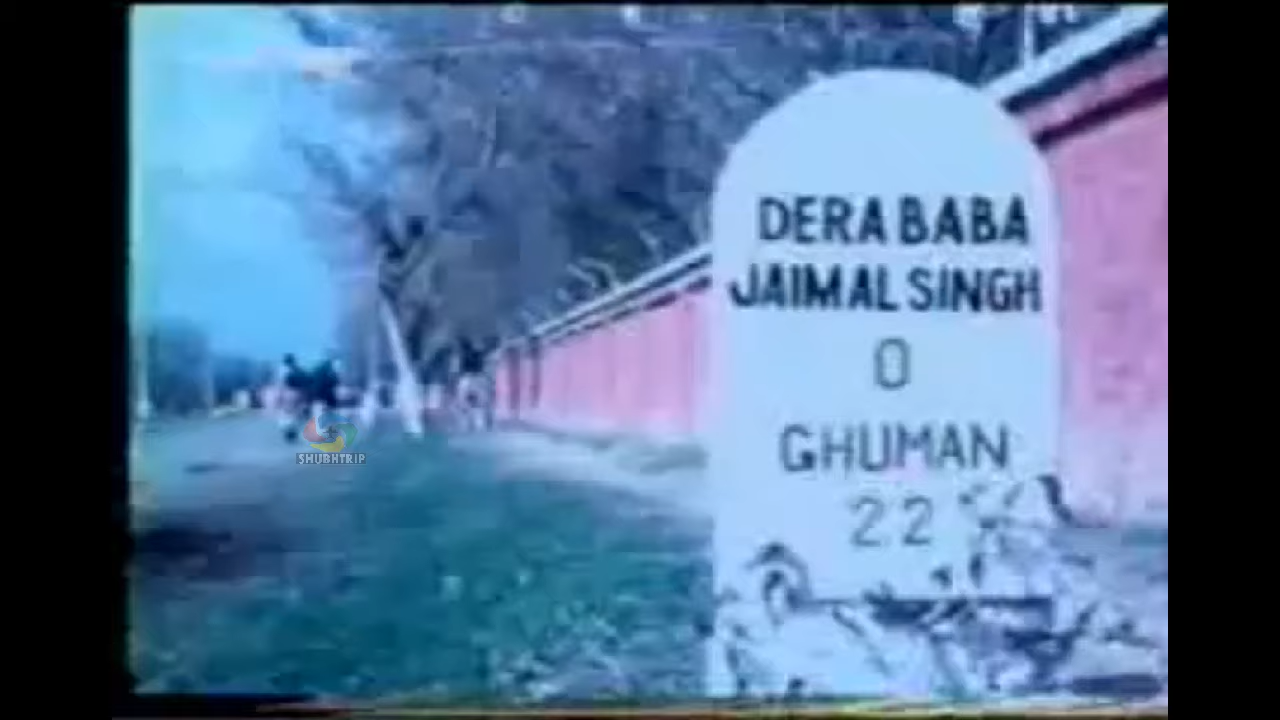 DERA BABA
JAIMAL SINGH
0
GHUMAN
22
SHUBHTRIP